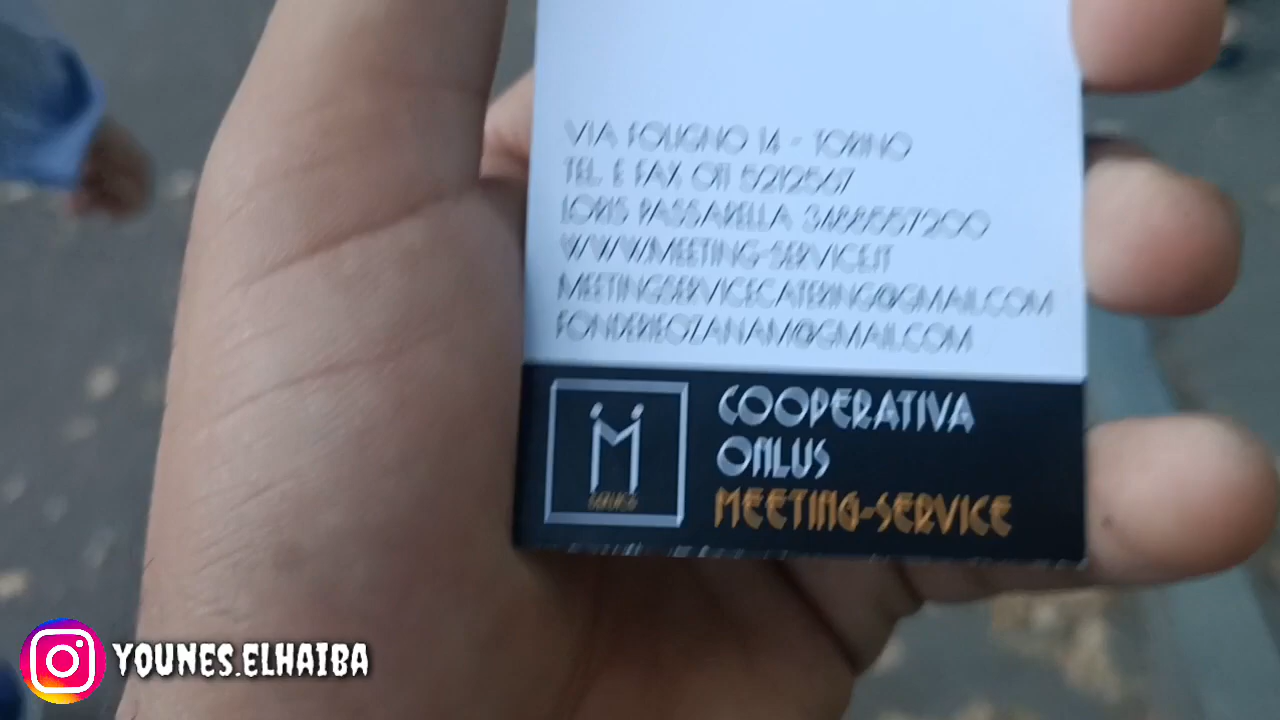 VIA FOLIGNO 14 - TORINO
TEL. E FAX 011 5212567
LORIS PASSARELLA 3488557200
WWW.MEETING-SERVICE.IT
MEETINGSERVICECATERING@GMAIL.COM
FONDERIEOZANAM@GMAIL.COM
COOPERATIVA
ONLUS
MEETING-SERVICE
YOUNES.ELHAIBA